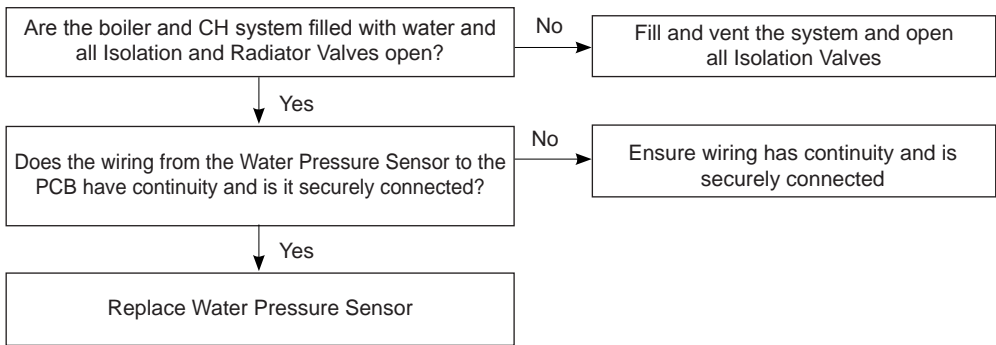 Are the boiler and CH system filled with water and
all Isolation and Radiator Valves open?
No
Fill and vent the system and open
all Isolation Valves
Yes
Does the wiring from the Water Pressure Sensor to the
PCB have continuity and is it securely connected?
No
Ensure wiring has continuity and is
securely connected
Yes
Replace Water Pressure Sensor